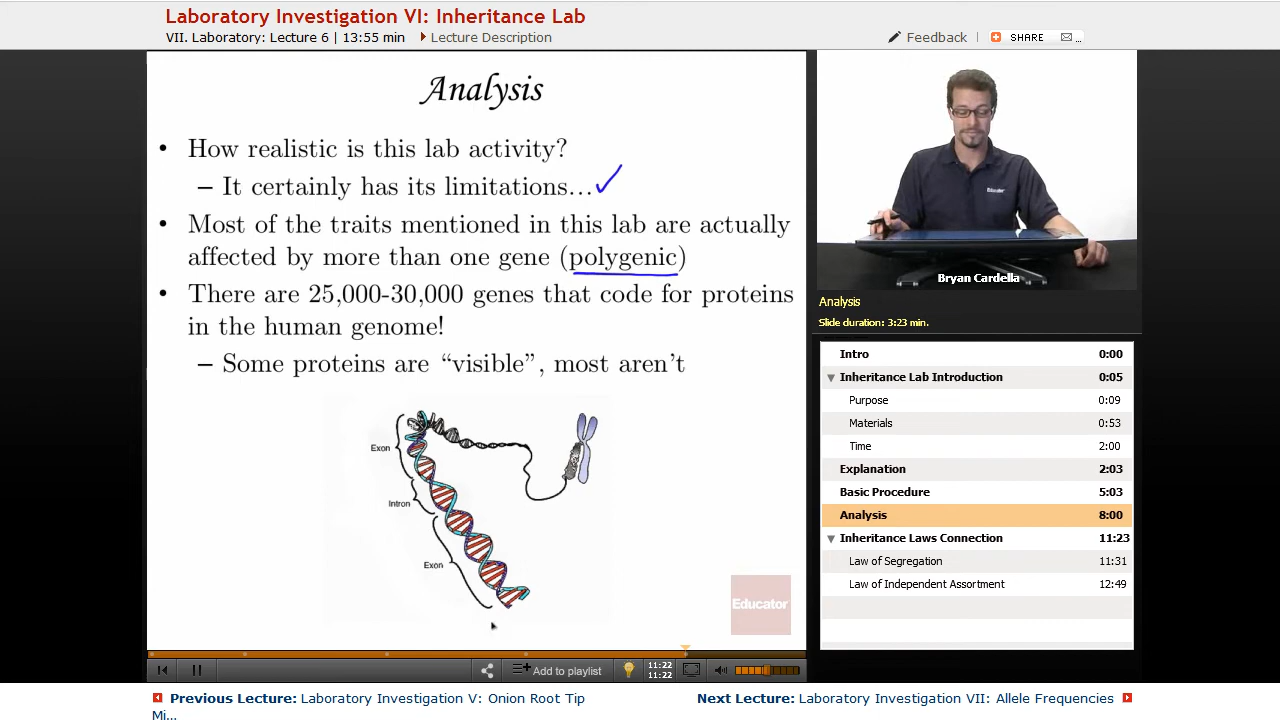 Laboratory Investigation VI: Inheritance Lab
VII. Laboratory: Lecture 6 | 13:55 min
Lecture Description
Feedback
SHARE
...
Analysis
• How realistic is this lab activity?
– It certainly has its limitations...✓
• Most of the traits mentioned in this lab are actually
affected by more than one gene (polygenic)
• There are 25,000-30,000 genes that code for proteins
in the human genome!
– Some proteins are “visible”, most aren’t
Exon
Intron
Exon
Educator
Educator
Bryan Cardella
Analysis
Slide duration: 3:23 min.
Intro 0:00
Inheritance Lab Introduction 0:05
Purpose 0:09
Materials 0:53
Time 2:00
Explanation 2:03
Basic Procedure 5:03
Analysis 8:00
Inheritance Laws Connection 11:23
Law of Segregation 11:31
Law of Independent Assortment 12:49
Add to playlist
11:22
11:22
Previous Lecture: Laboratory Investigation V: Onion Root Tip
Mi...
Next Lecture: Laboratory Investigation VII: Allele Frequencies